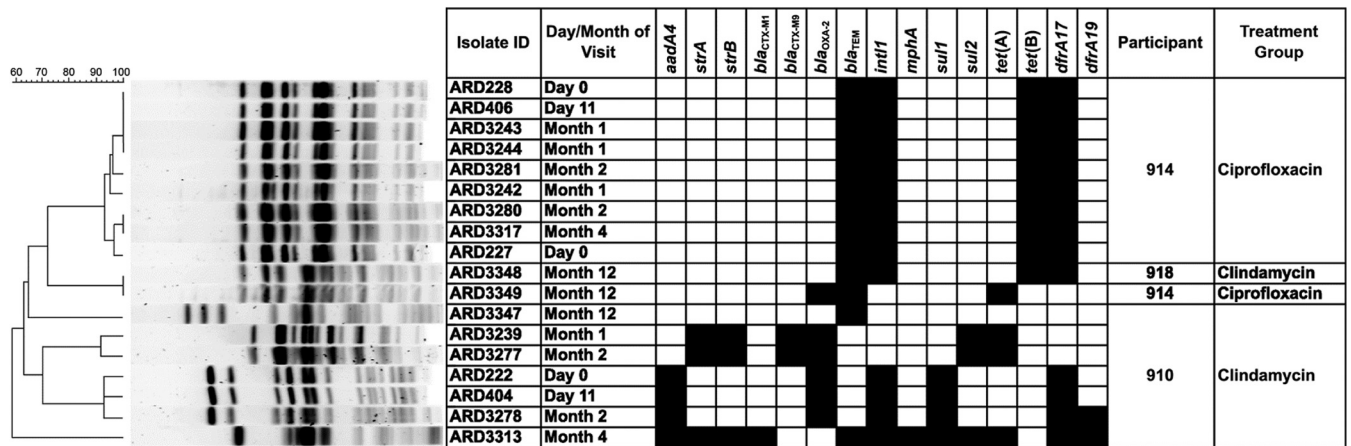 60 70 80 90 100
Isolate ID Day/Month of Visit aadA4 strA strB blaCTX-M1 blaCTX-M9 blaOXA-2 blaTEM intI1 mphA sul1 sul2 tet(A) tet(B) dfrA17 dfrA19 Participant Treatment Group
ARD228 Day 0
ARD406 Day 11
ARD3243 Month 1
ARD3244 Month 1
ARD3281 Month 2 914 Ciprofloxacin
ARD3242 Month 1
ARD3280 Month 2
ARD3317 Month 4
ARD227 Day 0
ARD3348 Month 12 918 Clindamycin
ARD3349 Month 12 914 Ciprofloxacin
ARD3347 Month 12
ARD3239 Month 1
ARD3277 Month 2
ARD222 Day 0 910 Clindamycin
ARD404 Day 11
ARD3278 Month 2
ARD3313 Month 4